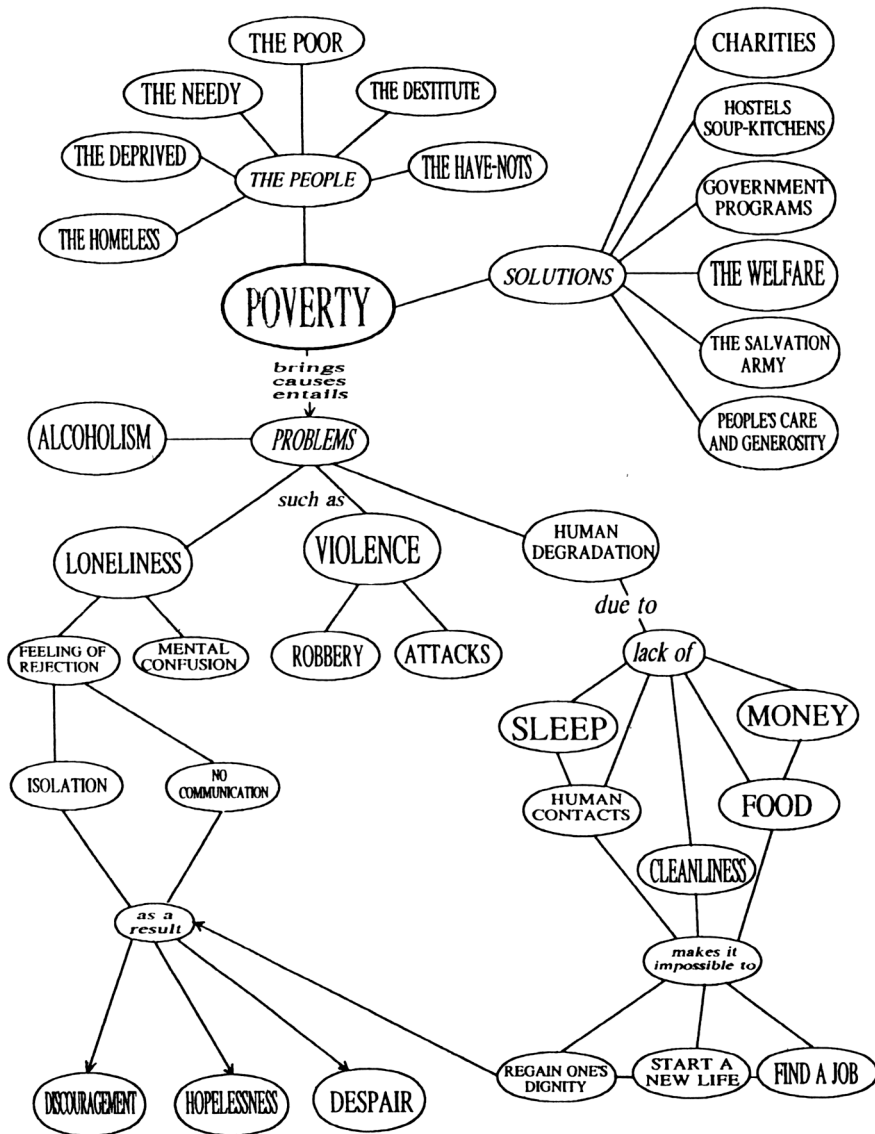 THE POOR
THE NEEDY
THE DESTITUTE
THE DEPRIVED
THE PEOPLE
THE HAVE-NOTS
THE HOMELESS
CHARITIES
HOSTELS
SOUP-KITCHENS
GOVERNMENT
PROGRAMS
SOLUTIONS
THE WELFARE
THE SALVATION
ARMY
PEOPLE'S CARE
AND GENEROSITY
POVERTY
brings
causes
entails
ALCOHOLISM
PROBLEMS
such as
LONELINESS
VIOLENCE
HUMAN
DEGRADATION
due to
FEELING OF
REJECTION
MENTAL
CONFUSION
ROBBERY
ATTACKS
lack of
SLEEP
MONEY
ISOLATION
NO
COMMUNICATION
HUMAN
CONTACTS
FOOD
CLEANLINESS
as a
result
makes it
impossible to
REGAIN ONE'S
DIGNITY
START A
NEW LIFE
FIND A JOB
DISCOURAGEMENT
HOPELESSNESS
DESPAIR